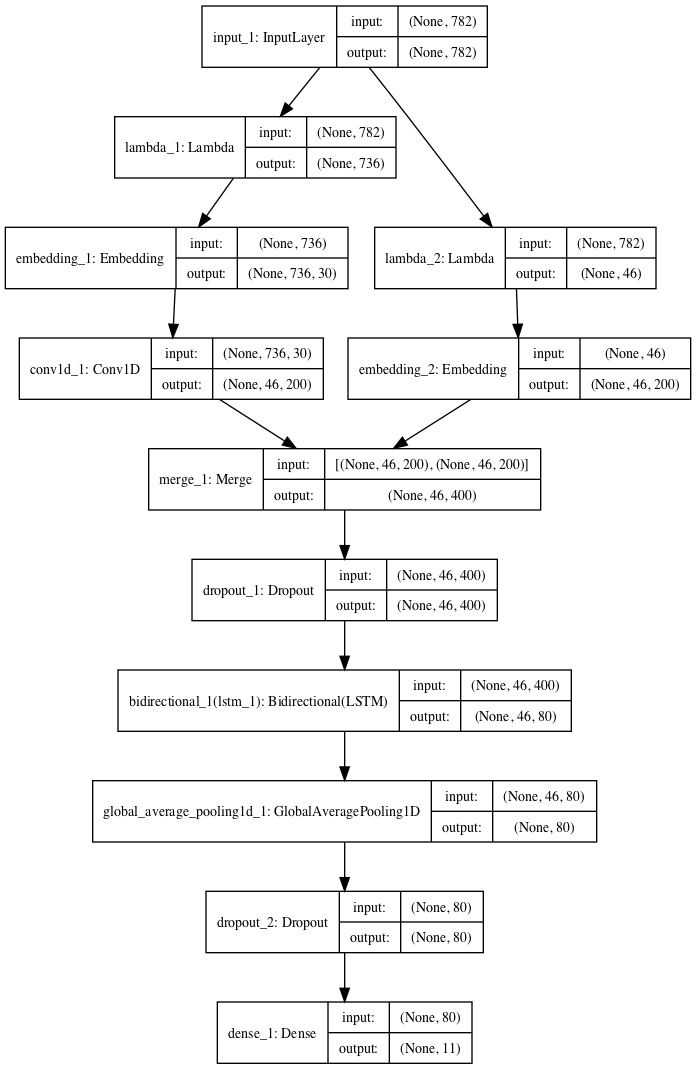 input_1: InputLayer
input: (None, 782)
output: (None, 782)
lambda_1: Lambda
input: (None, 782)
output: (None, 736)
embedding_1: Embedding
input: (None, 736)
output: (None, 736, 30)
lambda_2: Lambda
input: (None, 782)
output: (None, 46)
conv1d_1: Conv1D
input: (None, 736, 30)
output: (None, 46, 200)
embedding_2: Embedding
input: (None, 46)
output: (None, 46, 200)
merge_1: Merge
input: [(None, 46, 200), (None, 46, 200)]
output: (None, 46, 400)
dropout_1: Dropout
input: (None, 46, 400)
output: (None, 46, 400)
bidirectional_1(lstm_1): Bidirectional(LSTM)
input: (None, 46, 400)
output: (None, 46, 80)
global_average_pooling1d_1: GlobalAveragePooling1D
input: (None, 46, 80)
output: (None, 80)
dropout_2: Dropout
input: (None, 80)
output: (None, 80)
dense_1: Dense
input: (None, 80)
output: (None, 11)